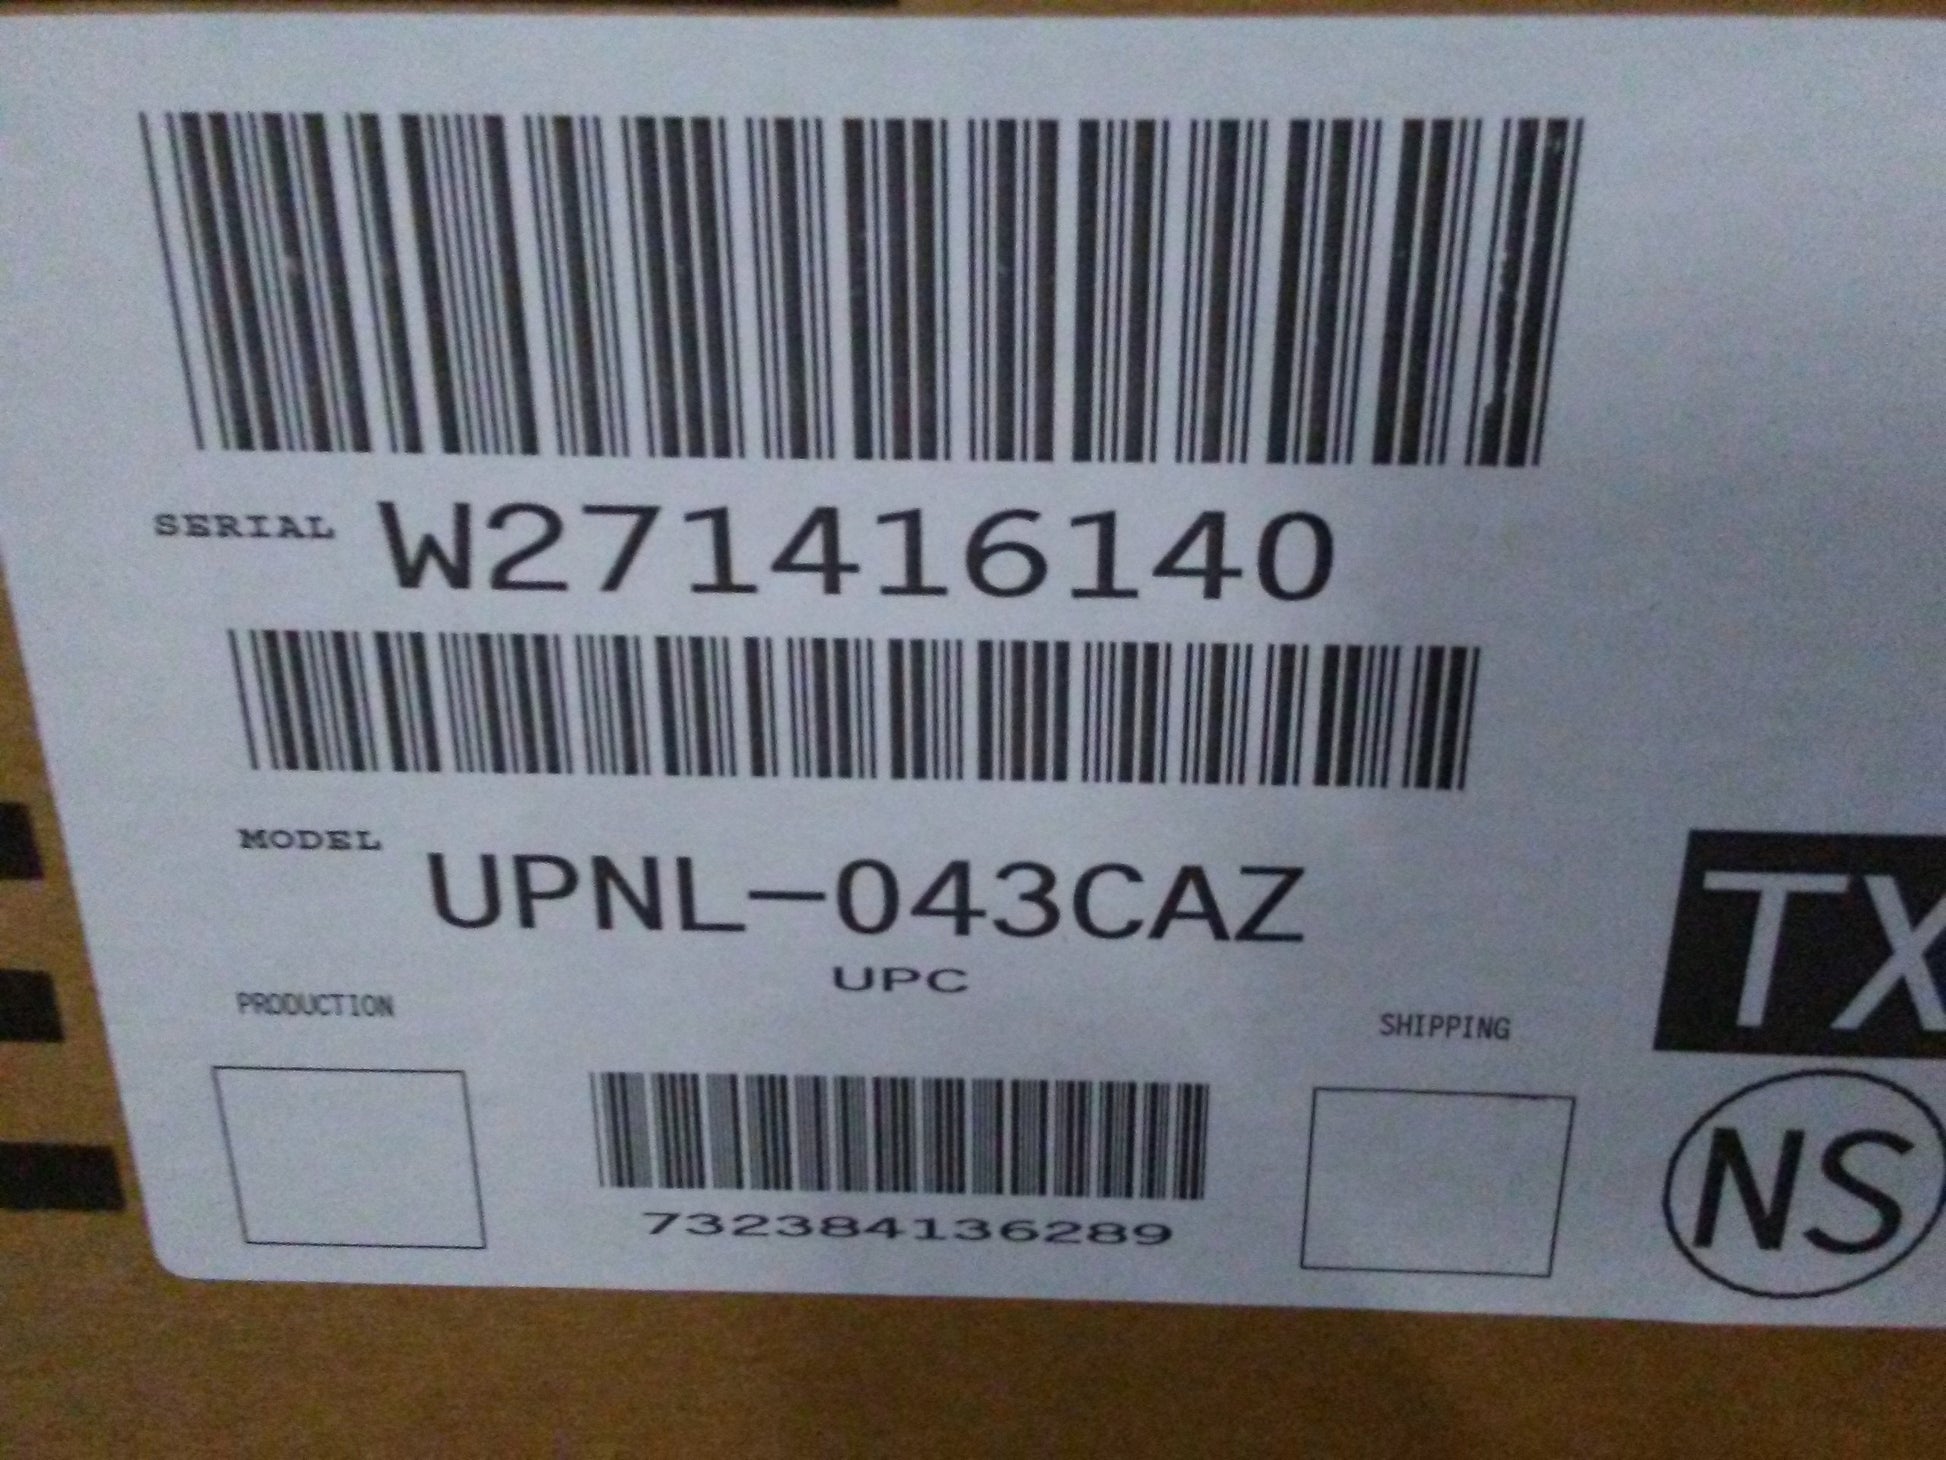 SERIAL W271416140
MODEL UPNL-043CAZ
UPC
PRODUCTION
SHIPPING
732384136289
TX
NS